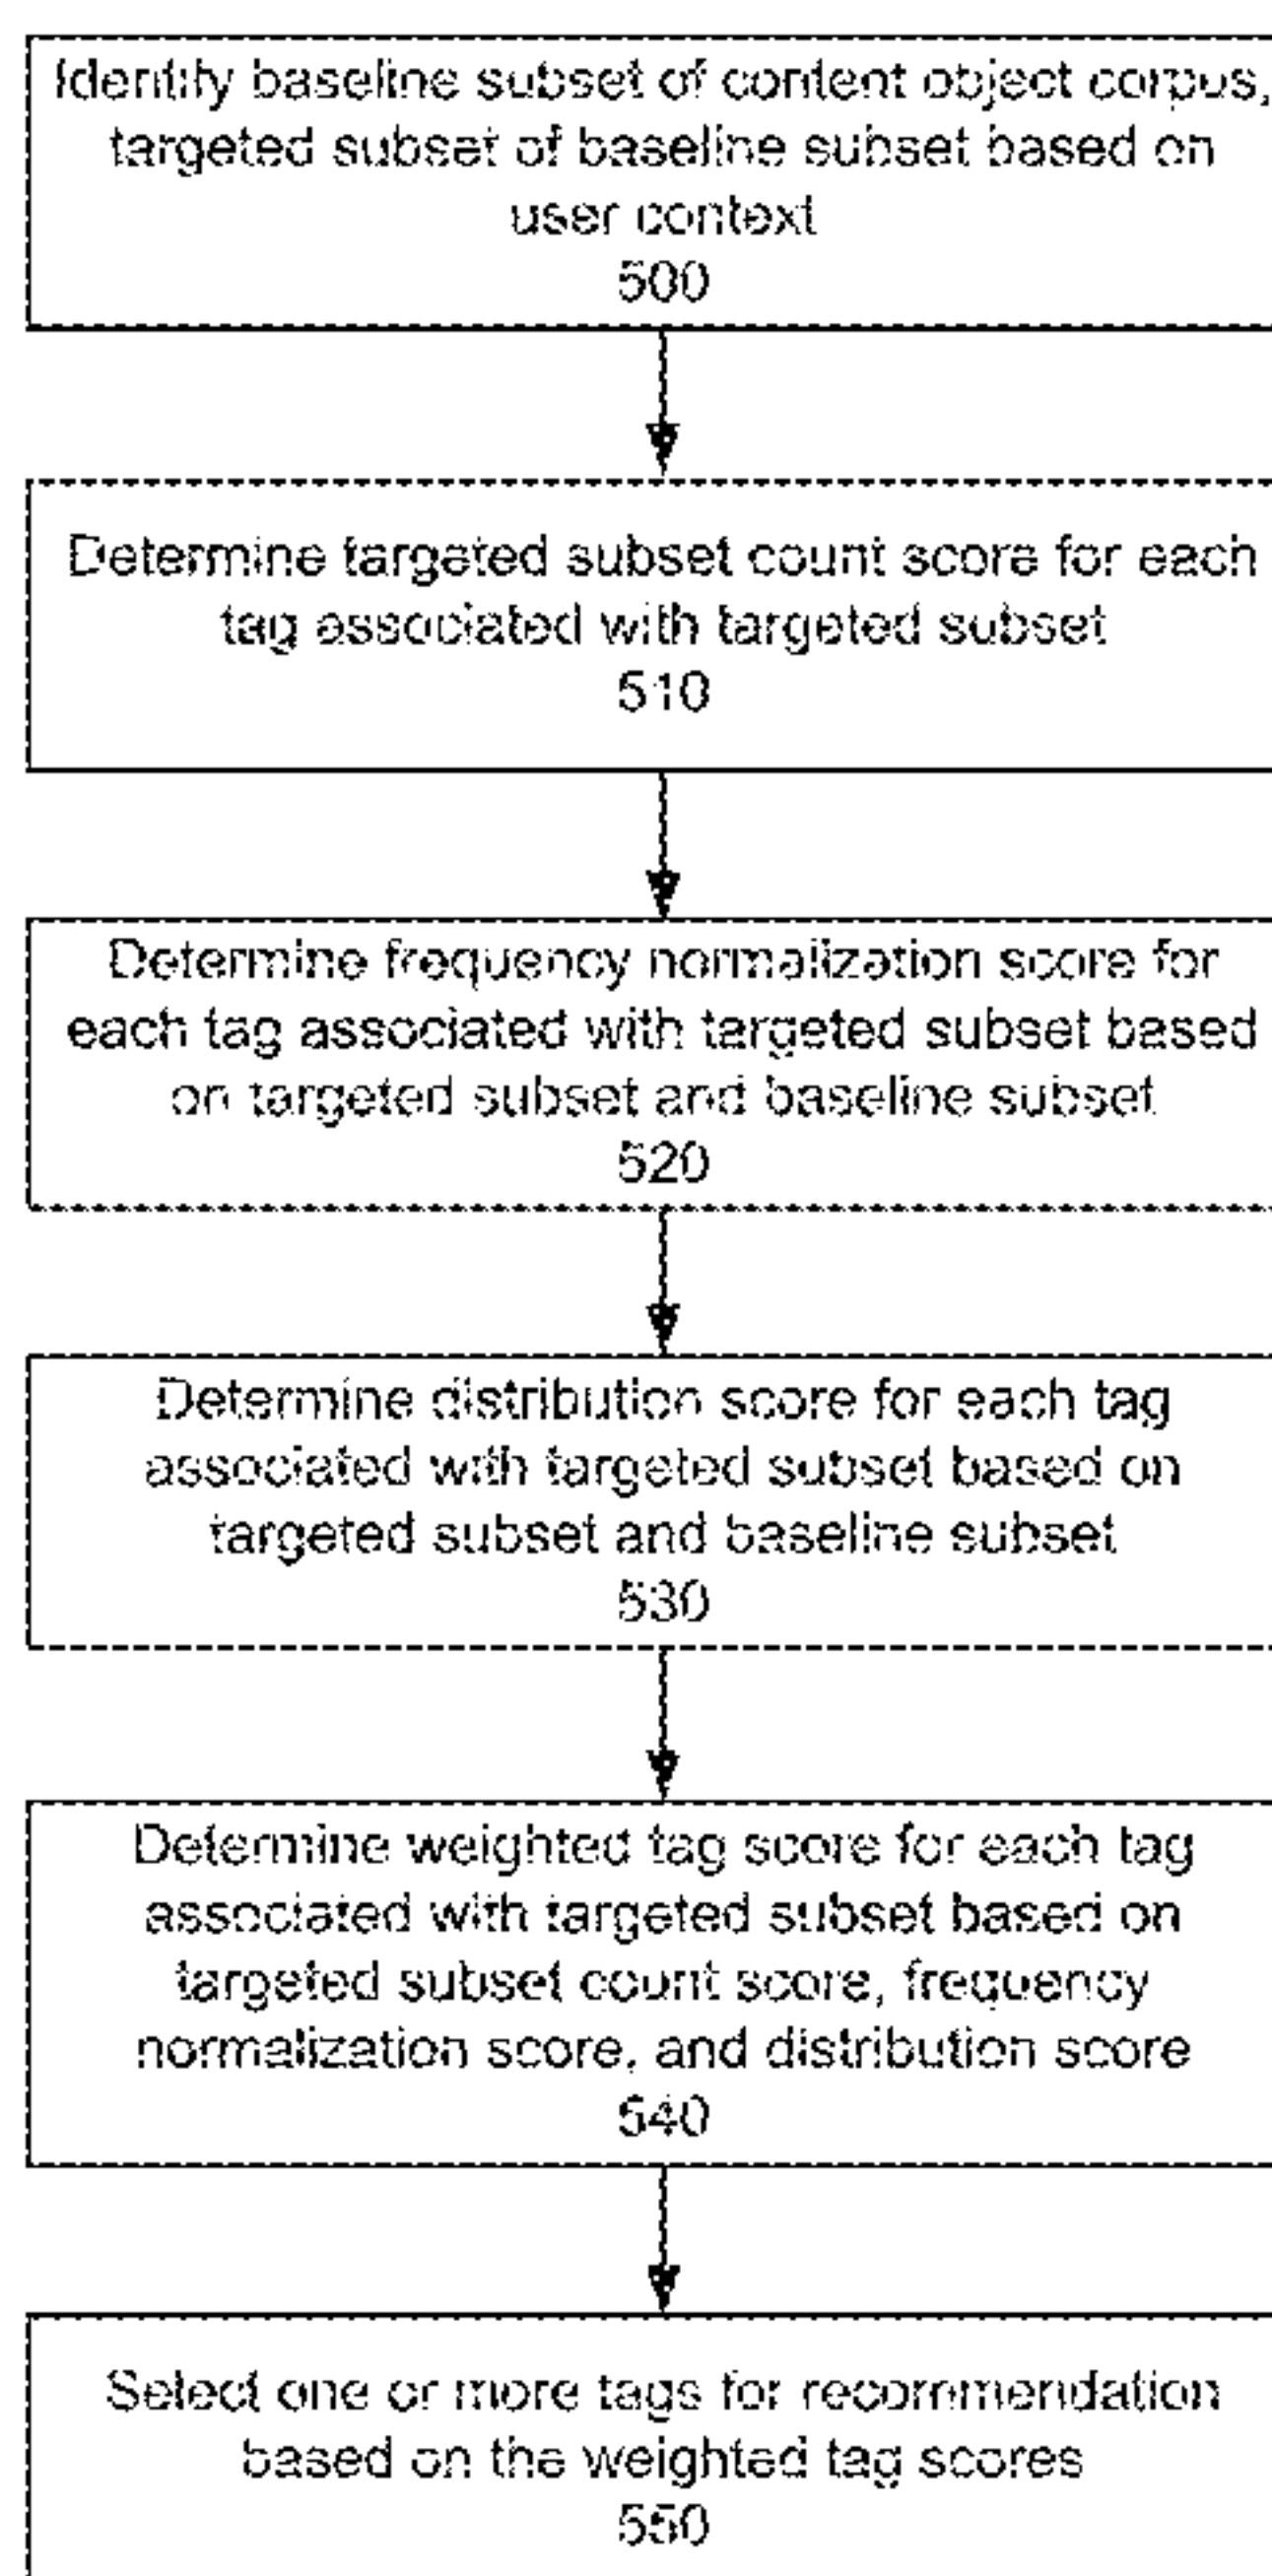 Identify baseline subset of content object corpus,
targeted subset of baseline subset based on
user context
500
Determine targeted subset count score for each
tag associated with targeted subset
510
Determine frequency normalization score for
each tag associated with targeted subset based
on targeted subset and baseline subset
520
Determine distribution score for each tag
associated with targeted subset based on
targeted subset and baseline subset
530
Determine weighted tag score for each tag
associated with targeted subset based on
targeted subset count score, frequency
normalization score, and distribution score
540
Select one or more tags for recommendation
based on the weighted tag scores
550